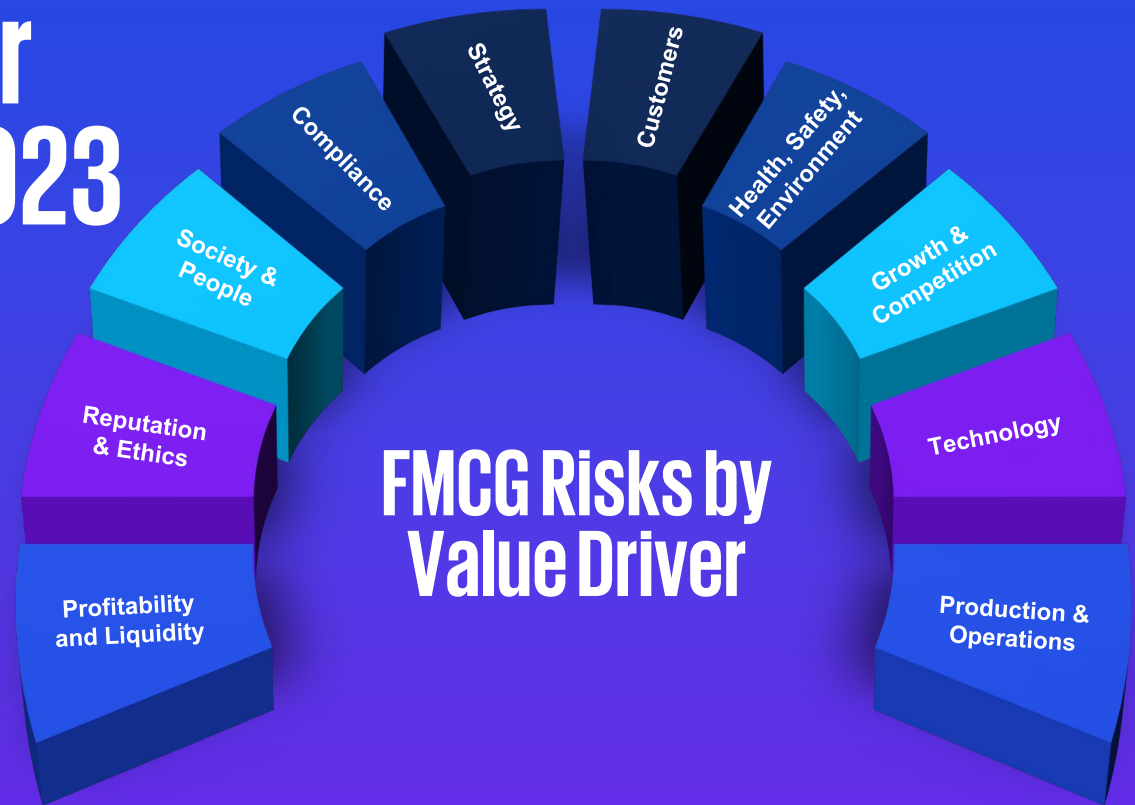 r
023
Strategy
Customers
Compliance
Health, Safety,
Environment
Society &
People
Growth &
Competition
Reputation
& Ethics
Technology
FMCG Risks by
Value Driver
Profitability
and Liquidity
Production &
Operations